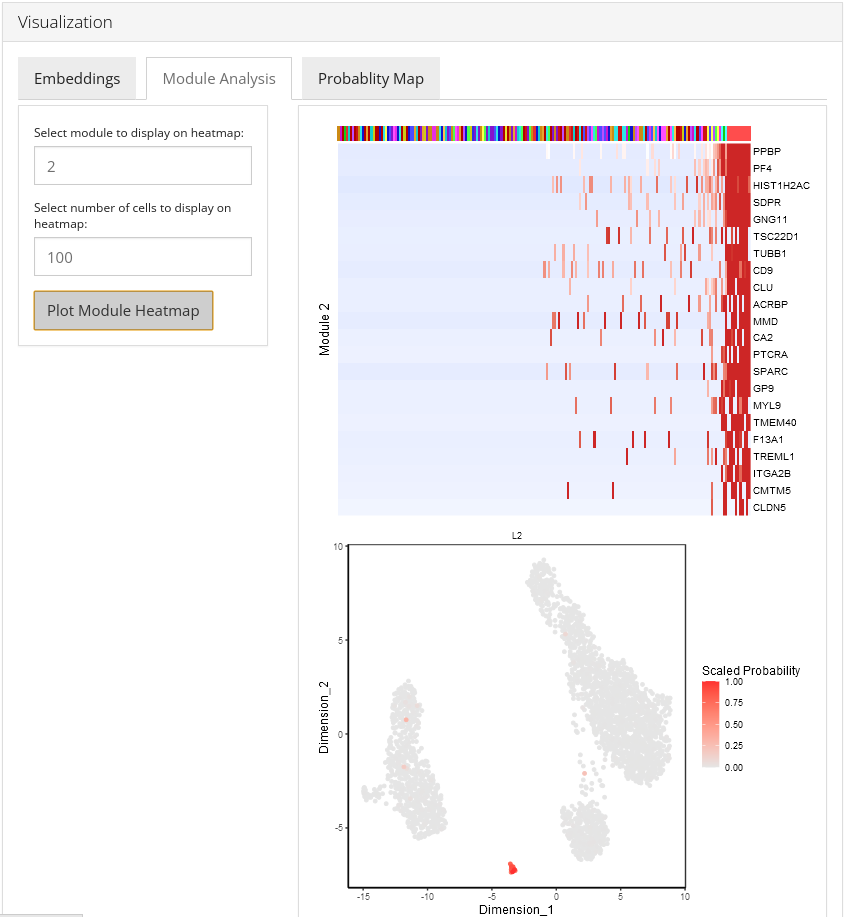 Visualization
Embeddings
Module Analysis
Probablity Map
Select module to display on heatmap:
2
Select number of cells to display on
heatmap:
100
Plot Module Heatmap
Module 2
PPBP
PF4
HIST1H2AC
SDPR
GNG11
TSC22D1
TUBB1
CD9
CLU
ACRBP
MMD
CA2
PTCRA
SPARC
GP9
MYL9
TMEM40
F13A1
TREML1
ITGA2B
CMTM5
CLDN5
L2
10
5
0
-5
Dimension_2
-15
-10
-5
0
5
10
Dimension_1
Scaled Probability
1.00
0.75
0.50
0.25
0.00